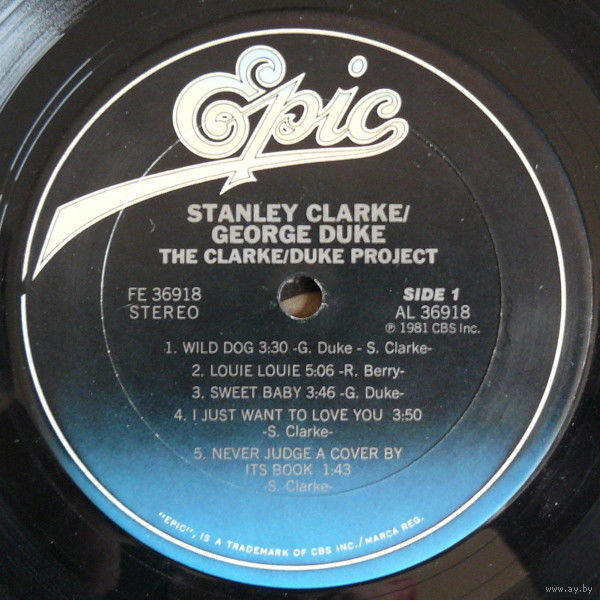 Epic
STANLEY CLARKE/
GEORGE DUKE
THE CLARKE/DUKE PROJECT
FE 36918
STEREO
SIDE 1
AL 36918
℗ 1981 CBS Inc.
1. WILD DOG 3:30 -G. Duke - S. Clarke-
2. LOUIE LOUIE 5:06 -R. Berry-
3. SWEET BABY 3:46 -G. Duke-
4. I JUST WANT TO LOVE YOU 3:50
-S. Clarke-
5. NEVER JUDGE A COVER BY
ITS BOOK 1:43
-S. Clarke-
"EPIC", IS A TRADEMARK OF CBS INC./MARCA REG.
www.ay.by